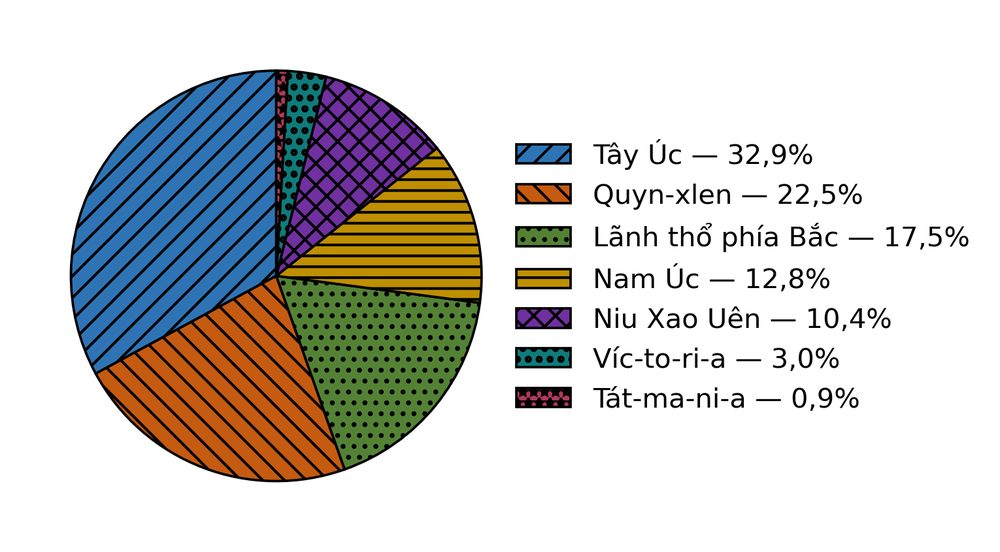 Tây Úc — 32,9%
Quyn-xlen — 22,5%
Lãnh thổ phía Bắc — 17,5%
Nam Úc — 12,8%
Niu Xao Uên — 10,4%
Víc-to-ri-a — 3,0%
Tát-ma-ni-a — 0,9%